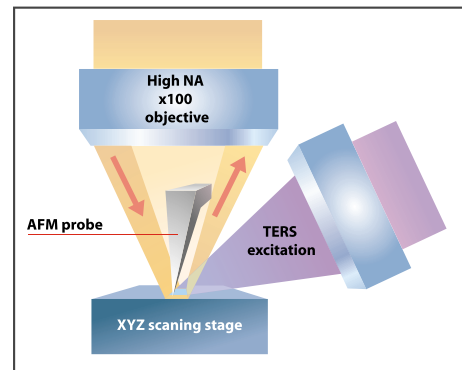 High NA
x100
objective
AFM probe
TERS
excitation
XYZ scaning stage